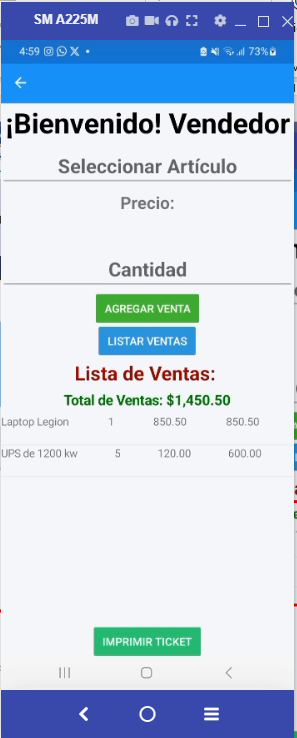 SM A225M
4:59
73%
¡Bienvenido! Vendedor
Seleccionar Artículo
Precio:
Cantidad
AGREGAR VENTA
LISTAR VENTAS
Lista de Ventas:
Total de Ventas: $1,450.50
Laptop Legion 1 850.50 850.50
UPS de 1200 kw 5 120.00 600.00
IMPRIMIR TICKET